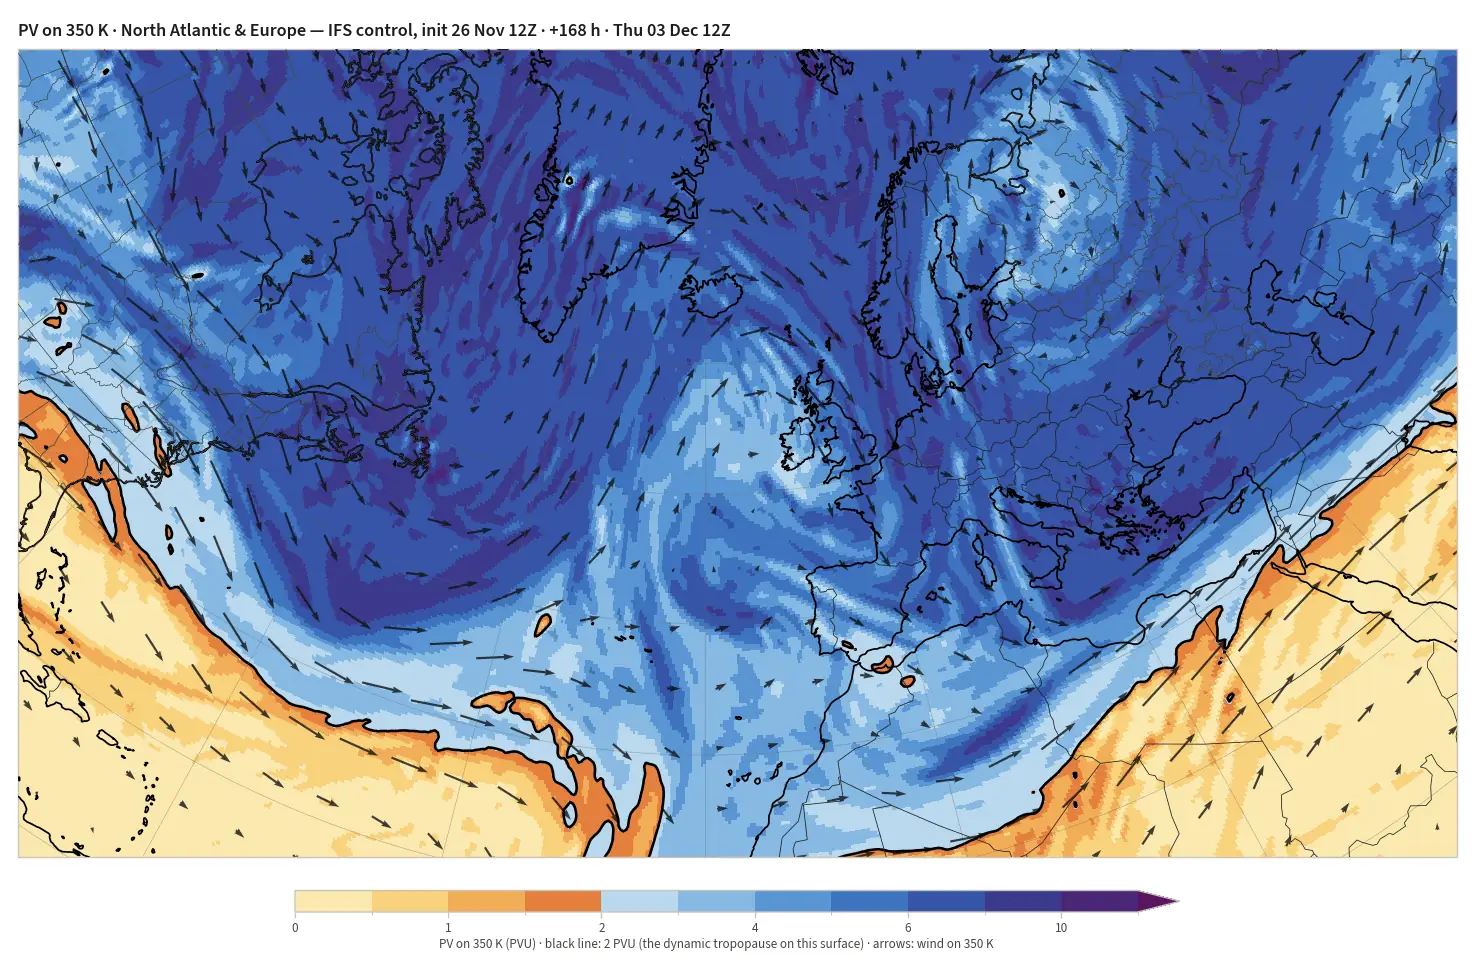 PV on 350 K · North Atlantic & Europe — IFS control, init 26 Nov 12Z · +168 h · Thu 03 Dec 12Z
0 1 2 4 6 10
PV on 350 K (PVU) · black line: 2 PVU (the dynamic tropopause on this surface) · arrows: wind on 350 K